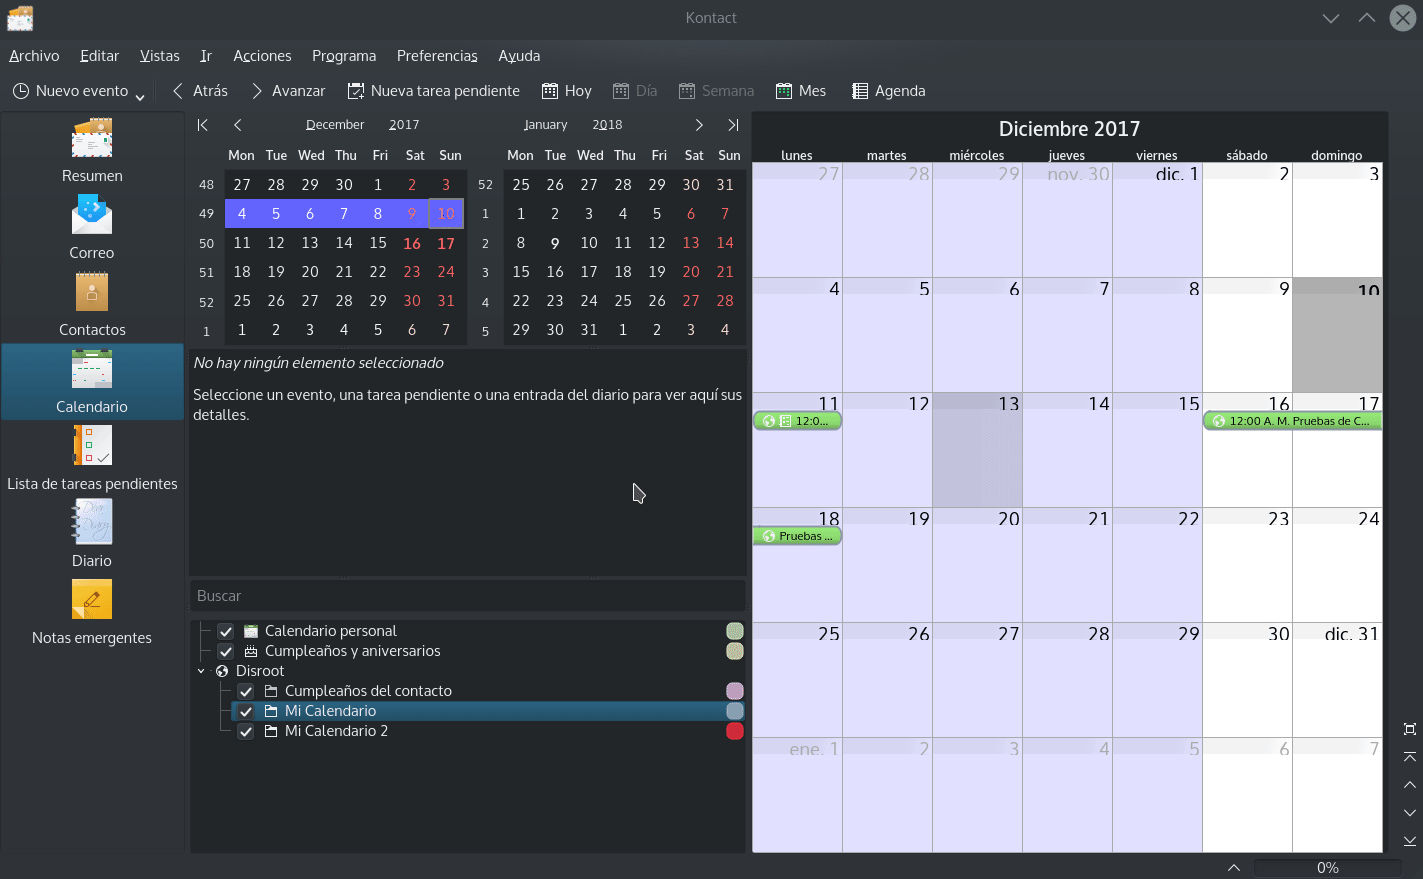 Kontact
Archivo Editar Vistas Ir Acciones Programa Preferencias Ayuda
Nuevo evento Atrás Avanzar Nueva tarea pendiente Hoy Día Semana Mes Agenda
Resumen
Correo
Contactos
Calendario
Lista de tareas pendientes
Diario
Notas emergentes
December 2017
Mon Tue Wed Thu Fri Sat Sun
48 27 28 29 30 1 2 3
49 4 5 6 7 8 9 10
50 11 12 13 14 15 16 17
51 18 19 20 21 22 23 24
52 25 26 27 28 29 30 31
1 1 2 3 4 5 6 7
January 2018
Mon Tue Wed Thu Fri Sat Sun
52 25 26 27 28 29 30 31
1 1 2 3 4 5 6 7
2 8 9 10 11 12 13 14
3 15 16 17 18 19 20 21
4 22 23 24 25 26 27 28
5 29 30 31 1 2 3 4
No hay ningún elemento seleccionado
Seleccione un evento, una tarea pendiente o una entrada del diario para ver aquí sus
detalles.
Buscar
Calendario personal
Cumpleaños y aniversarios
Disroot
Cumpleaños del contacto
Mi Calendario
Mi Calendario 2
Diciembre 2017
lunes martes miércoles jueves viernes sábado domingo
27 28 29 nov. 30 dic. 1 2 3
4 5 6 7 8 9 10
11 12 13 14 15 16 17
12:0... 12:00 A. M. Pruebas de C...
18 19 20 21 22 23 24
Pruebas ...
25 26 27 28 29 30 dic. 31
ene. 1 2 3 4 5 6 7
0%